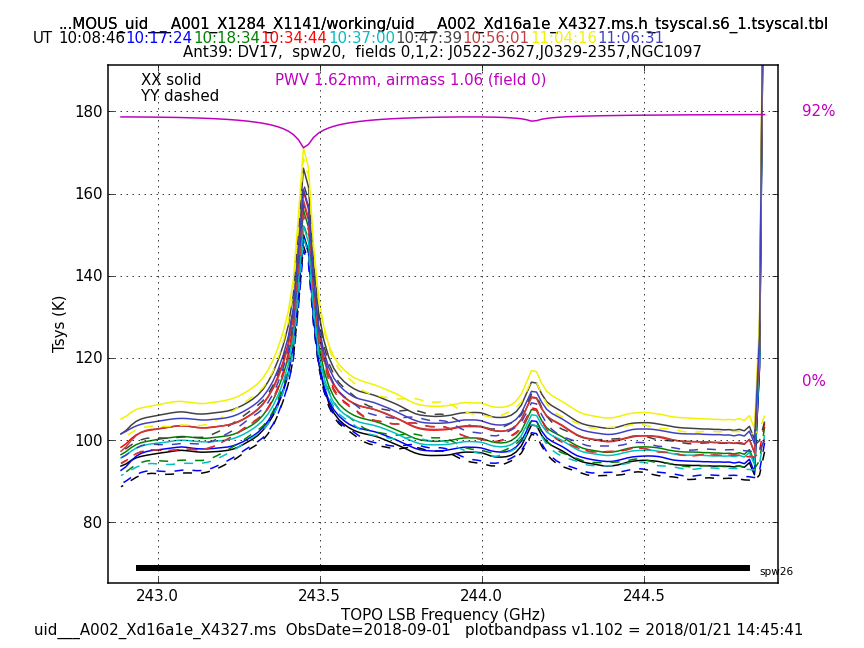 ...MOUS_uid___A001_X1284_X1141/working/uid___A002_Xd16a1e_X4327.ms.h_tsyscal.s6_1.tsyscal.tbl
UT 10:08:46 10:17:24 10:18:34 10:34:44 10:37:00 10:47:39 10:56:01 11:04:16 11:06:31
Ant39: DV17, spw20, fields 0,1,2: J0522-3627,J0329-2357,NGC1097
XX solid
PWV 1.62mm, airmass 1.06 (field 0)
YY dashed
180
92%
160
140
120
0%
100
80
Tsys (K)
spw26
243.0 243.5 244.0 244.5
TOPO LSB Frequency (GHz)
uid___A002_Xd16a1e_X4327.ms ObsDate=2018-09-01 plotbandpass v1.102 = 2018/01/21 14:45:41